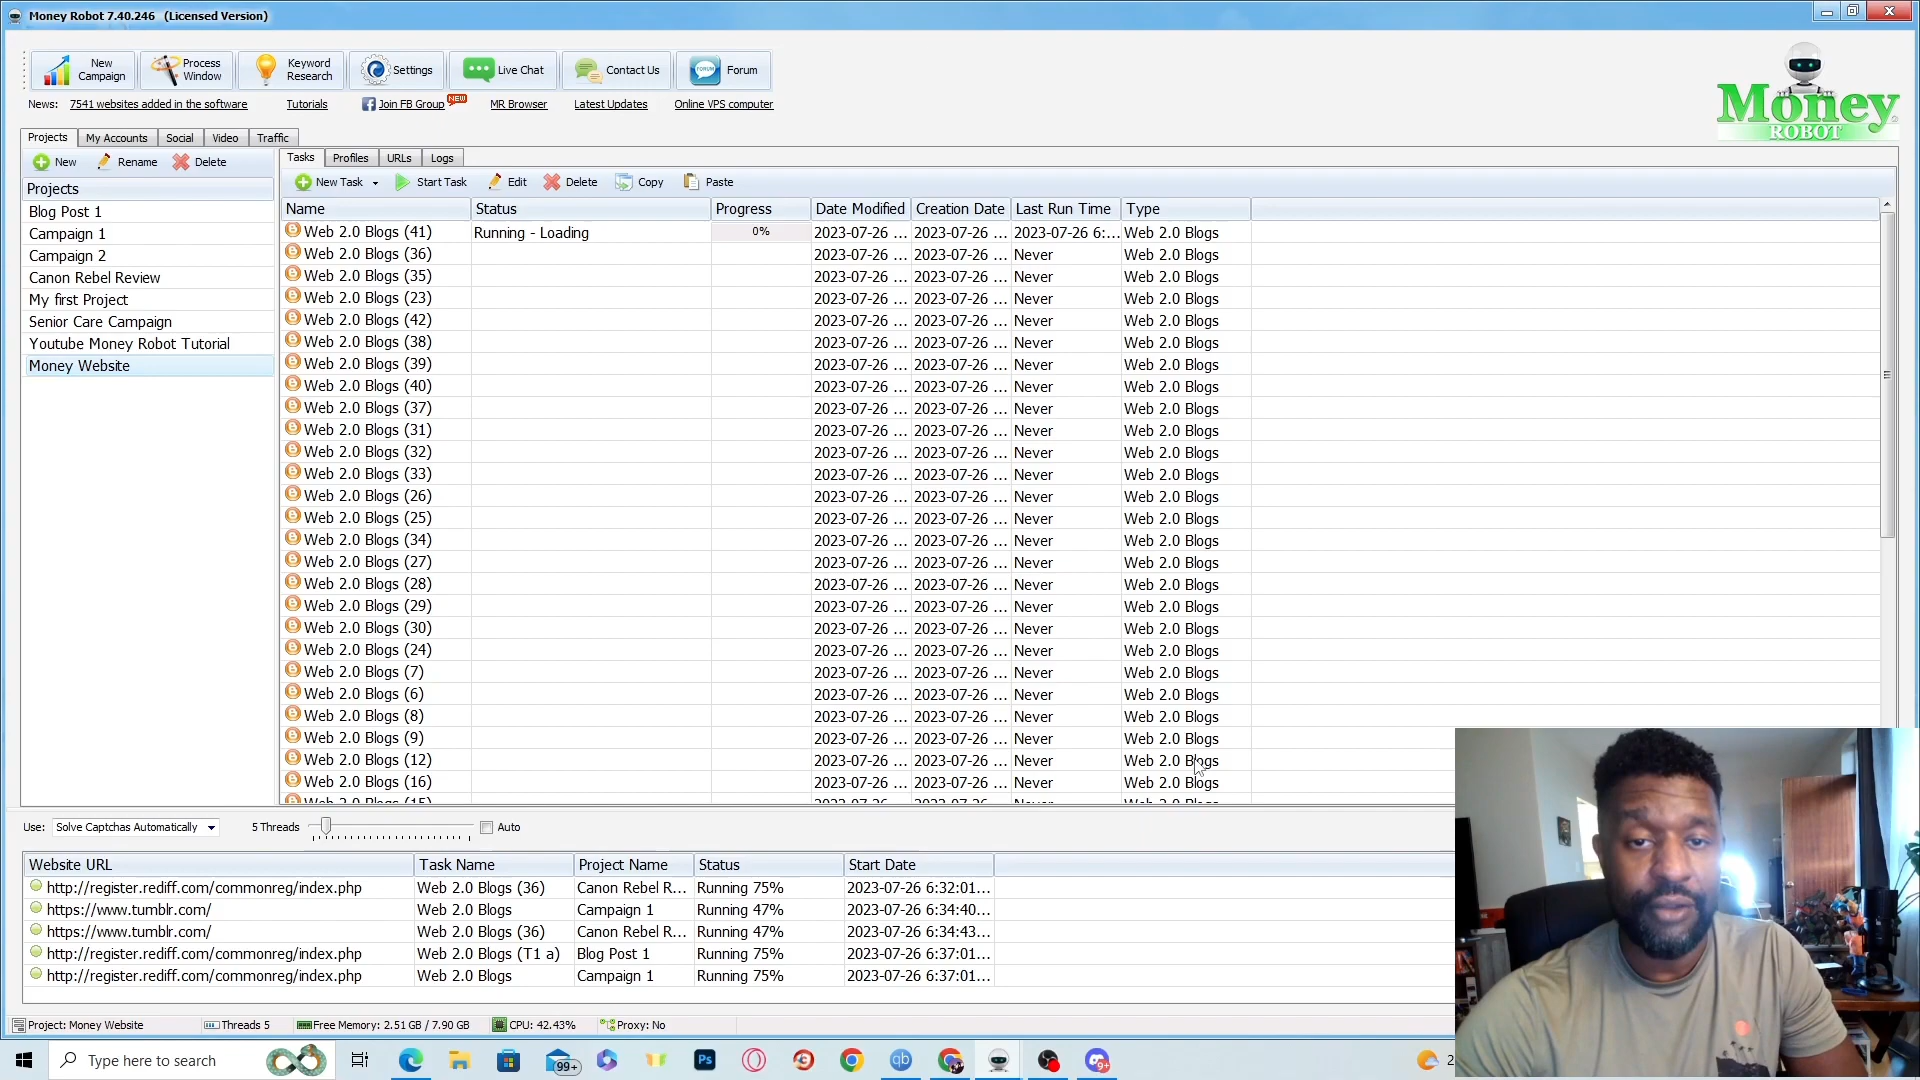 Money Robot 7.40.246   (Licensed Version)
New Campaign
Process Window
Keyword Research
Settings
Live Chat
Contact Us
Forum
News: 7541 websites added in the software
Tutorials
Join FB Group
NEW
MR Browser
Latest Updates
Online VPS computer
Money
ROBOT
Projects My Accounts Social Video Traffic
New Rename Delete
Projects
Blog Post 1
Campaign 1
Campaign 2
Canon Rebel Review
My first Project
Senior Care Campaign
Youtube Money Robot Tutorial
Money Website
Tasks Profiles URLs Logs
New Task Start Task Edit Delete Copy Paste
Name Status Progress Date Modified Creation Date Last Run Time Type
Web 2.0 Blogs (41) Running - Loading 0% 2023-07-26 ... 2023-07-26 ... 2023-07-26 6:... Web 2.0 Blogs
Web 2.0 Blogs (36) 2023-07-26 ... 2023-07-26 ... Never Web 2.0 Blogs
Web 2.0 Blogs (35) 2023-07-26 ... 2023-07-26 ... Never Web 2.0 Blogs
Web 2.0 Blogs (23) 2023-07-26 ... 2023-07-26 ... Never Web 2.0 Blogs
Web 2.0 Blogs (42) 2023-07-26 ... 2023-07-26 ... Never Web 2.0 Blogs
Web 2.0 Blogs (38) 2023-07-26 ... 2023-07-26 ... Never Web 2.0 Blogs
Web 2.0 Blogs (39) 2023-07-26 ... 2023-07-26 ... Never Web 2.0 Blogs
Web 2.0 Blogs (40) 2023-07-26 ... 2023-07-26 ... Never Web 2.0 Blogs
Web 2.0 Blogs (37) 2023-07-26 ... 2023-07-26 ... Never Web 2.0 Blogs
Web 2.0 Blogs (31) 2023-07-26 ... 2023-07-26 ... Never Web 2.0 Blogs
Web 2.0 Blogs (32) 2023-07-26 ... 2023-07-26 ... Never Web 2.0 Blogs
Web 2.0 Blogs (33) 2023-07-26 ... 2023-07-26 ... Never Web 2.0 Blogs
Web 2.0 Blogs (26) 2023-07-26 ... 2023-07-26 ... Never Web 2.0 Blogs
Web 2.0 Blogs (25) 2023-07-26 ... 2023-07-26 ... Never Web 2.0 Blogs
Web 2.0 Blogs (34) 2023-07-26 ... 2023-07-26 ... Never Web 2.0 Blogs
Web 2.0 Blogs (27) 2023-07-26 ... 2023-07-26 ... Never Web 2.0 Blogs
Web 2.0 Blogs (28) 2023-07-26 ... 2023-07-26 ... Never Web 2.0 Blogs
Web 2.0 Blogs (29) 2023-07-26 ... 2023-07-26 ... Never Web 2.0 Blogs
Web 2.0 Blogs (30) 2023-07-26 ... 2023-07-26 ... Never Web 2.0 Blogs
Web 2.0 Blogs (24) 2023-07-26 ... 2023-07-26 ... Never Web 2.0 Blogs
Web 2.0 Blogs (7) 2023-07-26 ... 2023-07-26 ... Never Web 2.0 Blogs
Web 2.0 Blogs (6) 2023-07-26 ... 2023-07-26 ... Never Web 2.0 Blogs
Web 2.0 Blogs (8) 2023-07-26 ... 2023-07-26 ... Never Web 2.0 Blogs
Web 2.0 Blogs (9) 2023-07-26 ... 2023-07-26 ... Never Web 2.0 Blogs
Web 2.0 Blogs (12) 2023-07-26 ... 2023-07-26 ... Never Web 2.0 Blogs
Web 2.0 Blogs (16) 2023-07-26 ... 2023-07-26 ... Never Web 2.0 Blogs
Use: Solve Captchas Automatically 5 Threads Auto
Website URL Task Name Project Name Status Start Date
http://register.rediff.com/commonreg/index.php Web 2.0 Blogs (36) Canon Rebel R... Running 75% 2023-07-26 6:32:01...
https://www.tumblr.com/ Web 2.0 Blogs Campaign 1 Running 47% 2023-07-26 6:34:40...
https://www.tumblr.com/ Web 2.0 Blogs (36) Canon Rebel R... Running 47% 2023-07-26 6:34:43...
http://register.rediff.com/commonreg/index.php Web 2.0 Blogs (T1 a) Blog Post 1 Running 75% 2023-07-26 6:37:01...
http://register.rediff.com/commonreg/index.php Web 2.0 Blogs Campaign 1 Running 75% 2023-07-26 6:37:01...
Project: Money Website Threads 5 Free Memory: 2.51 GB / 7.90 GB CPU: 42.43% Proxy: No
Type here to search
99+
Ps
qb
9+